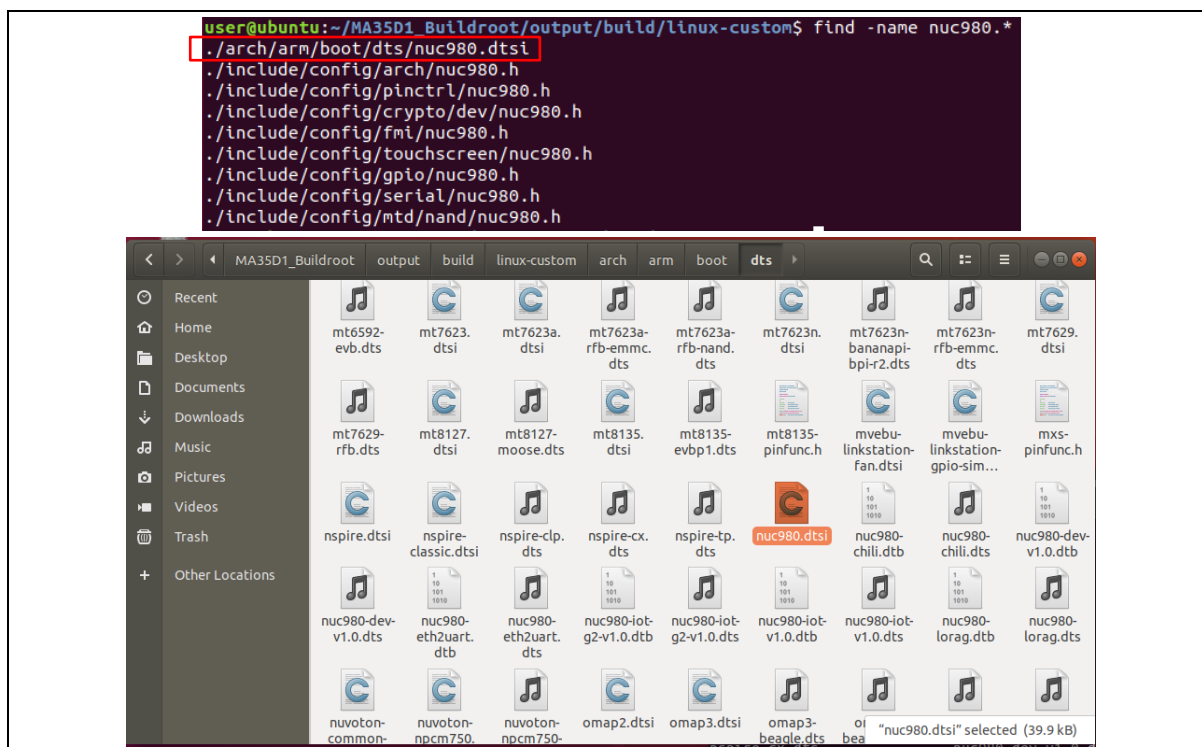 user@ubuntu:~/MA35D1_Buildroot/output/build/linux-custom$ find -name nuc980.*
./arch/arm/boot/dts/nuc980.dtsi
./include/config/arch/nuc980.h
./include/config/pinctrl/nuc980.h
./include/config/crypto/dev/nuc980.h
./include/config/fmi/nuc980.h
./include/config/touchscreen/nuc980.h
./include/config/gpio/nuc980.h
./include/config/serial/nuc980.h
./include/config/mtd/nand/nuc980.h
MA35D1_Buildroot output build linux-custom arch arm boot dts
Recent
Home
Desktop
Documents
Downloads
Music
Pictures
Videos
Trash
Other Locations
mt6592-
evb.dts
mt7623.
dtsi
mt7623a.
dtsi
mt7623a-
rfb-emmc.
dts
mt7623a-
rfb-nand.
dts
mt7623n.
dtsi
mt7623n-
bananapi-
bpi-r2.dts
mt7623n-
rfb-emmc.
dts
mt7629.
dtsi
mt7629-
rfb.dts
mt8127.
dtsi
mt8127-
moose.dts
mt8135.
dtsi
mt8135-
evbp1.dts
mt8135-
pinfunc.h
mvebu-
linkstation-
fan.dtsi
mvebu-
linkstation-
gpio-sim...
mxs-
pinfunc.h
nspire.dtsi
nspire-
classic.dtsi
nspire-clp.
dts
nspire-cx.
dts
nspire-tp.
dts
nuc980.dtsi
nuc980-
chili.dtb
nuc980-
chili.dts
nuc980-dev-
v1.0.dtb
nuc980-dev-
v1.0.dts
nuc980-
eth2uart.
dtb
nuc980-
eth2uart.
dts
nuc980-iot-
g2-v1.0.dtb
nuc980-iot-
g2-v1.0.dts
nuc980-iot-
v1.0.dtb
nuc980-iot-
v1.0.dts
nuc980-
lorag.dtb
nuc980-
lorag.dts
nuvoton-
common-
nuvoton-
npcm750.
nuvoton-
npcm750-
omap2.dtsi
omap3.dtsi
omap3-
beagle.dts
"nuc980.dtsi" selected (39.9 kB)